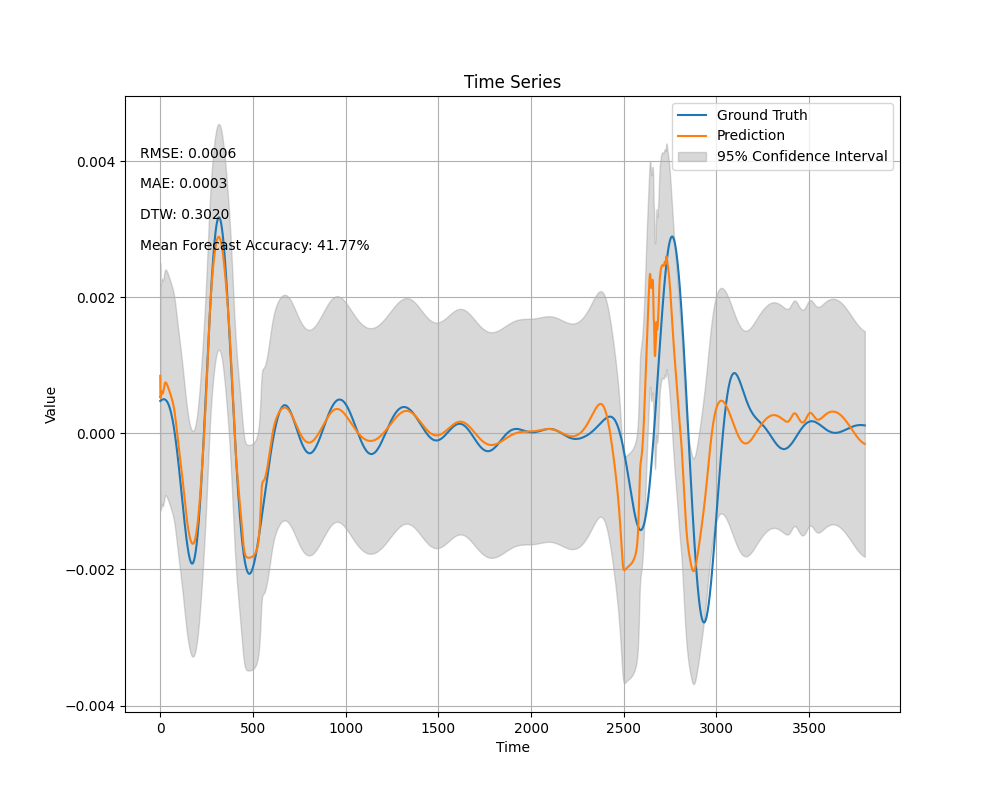 Time Series
Ground Truth
Prediction
95% Confidence Interval
RMSE: 0.0006
MAE: 0.0003
DTW: 0.3020
Mean Forecast Accuracy: 41.77%
0.004
0.002
0.000
−0.002
−0.004
Value
0 500 1000 1500 2000 2500 3000 3500
Time